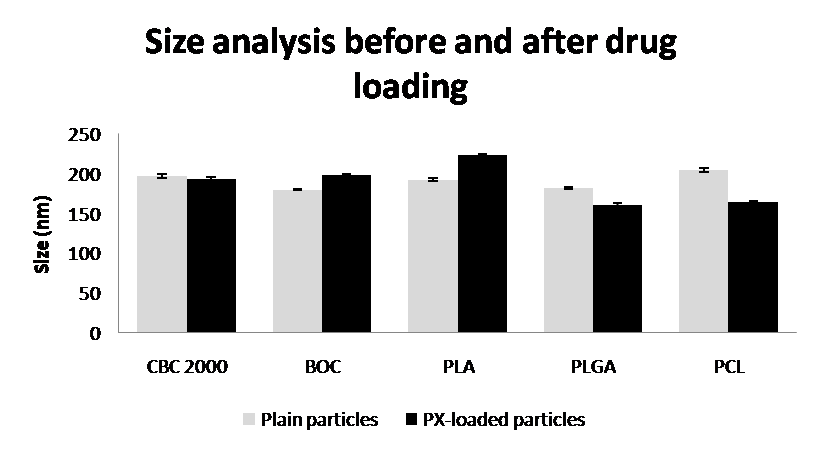 Size analysis before and after drug
loading
Size (nm)
250
200
150
100
50
0
CBC 2000 BOC PLA PLGA PCL
Plain particles PX-loaded particles